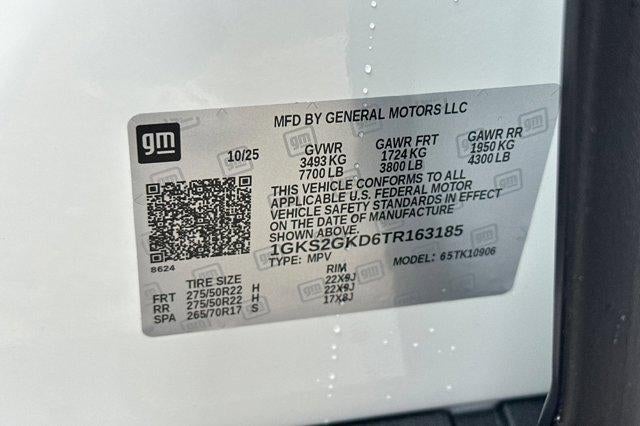 MFD BY GENERAL MOTORS LLC
gm
10/25 GVWR GAWR FRT GAWR RR
3493 KG 1724 KG 1950 KG
7700 LB 3800 LB 4300 LB
THIS VEHICLE CONFORMS TO ALL
APPLICABLE U.S. FEDERAL MOTOR
VEHICLE SAFETY STANDARDS IN EFFECT
ON THE DATE OF MANUFACTURE
SHOWN ABOVE.
1GKS2GKD6TR163185
8624
TYPE: MPV MODEL: 65TK10906
TIRE SIZE RIM
FRT 275/50R22 H 22X9J
RR 275/50R22 H 22X9J
SPA 265/70R17 S 17X8J